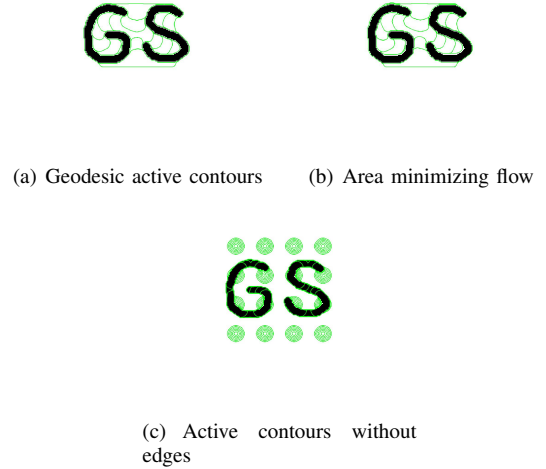 GS GS
(a) Geodesic active contours (b) Area minimizing flow
GS
(c) Active contours without
edges